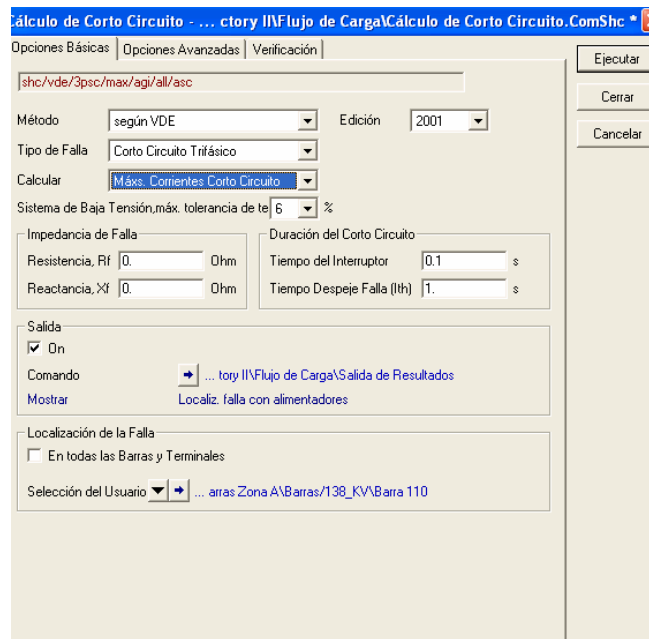 Cálculo de Corto Circuito - ... ctory II\Flujo de Carga\Cálculo de Corto Circuito.ComShc *
Opciones Básicas Opciones Avanzadas Verificación
Ejecutar
shc/vde/3psc/max/agi/all/asc
Cerrar
Método según VDE Edición 2001
Cancelar
Tipo de Falla Corto Circuito Trifásico
Calcular Máxs. Corrientes Corto Circuito
Sistema de Baja Tensión,máx. tolerancia de te 6 %
Impedancia de Falla Duración del Corto Circuito
Resistencia, Rf 0. Ohm Tiempo del Interruptor 0.1 s
Reactancia, Xf 0. Ohm Tiempo Despeje Falla (Ith) 1. s
Salida
On
Comando ... tory II\Flujo de Carga\Salida de Resultados
Mostrar Localiz. falla con alimentadores
Localización de la Falla
En todas las Barras y Terminales
Selección del Usuario ... arras Zona A\Barras/138_KV\Barra 110